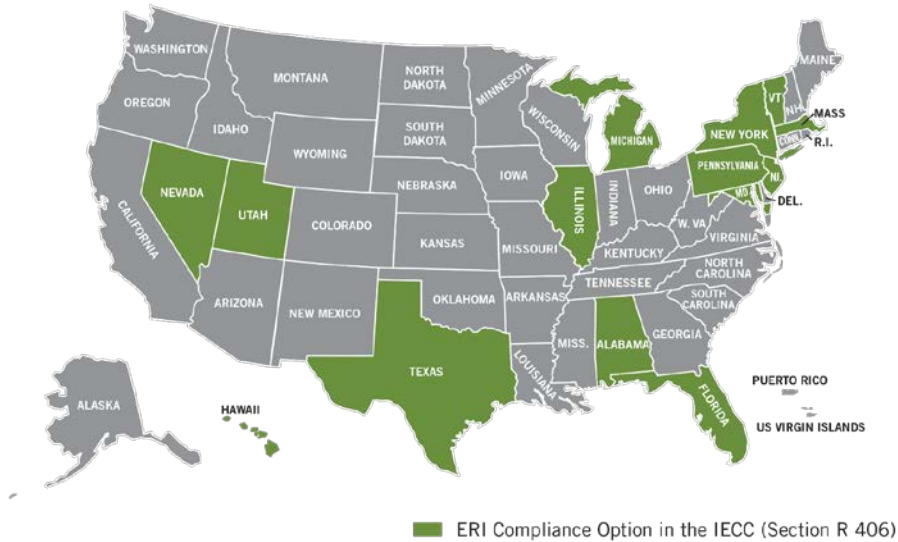 WASHINGTON
OREGON
CALIFORNIA
NEVADA
IDAHO
MONTANA
WYOMING
UTAH
COLORADO
ARIZONA
NEW MEXICO
NORTH
DAKOTA
SOUTH
DAKOTA
NEBRASKA
KANSAS
OKLAHOMA
TEXAS
MINNESOTA
IOWA
MISSOURI
ARKANSAS
LOUISIANA
WISCONSIN
ILLINOIS
MICHIGAN
INDIANA
OHIO
KENTUCKY
TENNESSEE
MISS.
ALABAMA
GEORGIA
FLORIDA
SOUTH
CAROLINA
NORTH
CAROLINA
VIRGINIA
W. VA
MD
DEL.
PENNSYLVANIA
NJ.
NEW YORK
CONN
R.I.
MASS
VT
NH
MAINE
ALASKA
HAWAII
PUERTO RICO
US VIRGIN ISLANDS
ERI Compliance Option in the IECC (Section R 406)